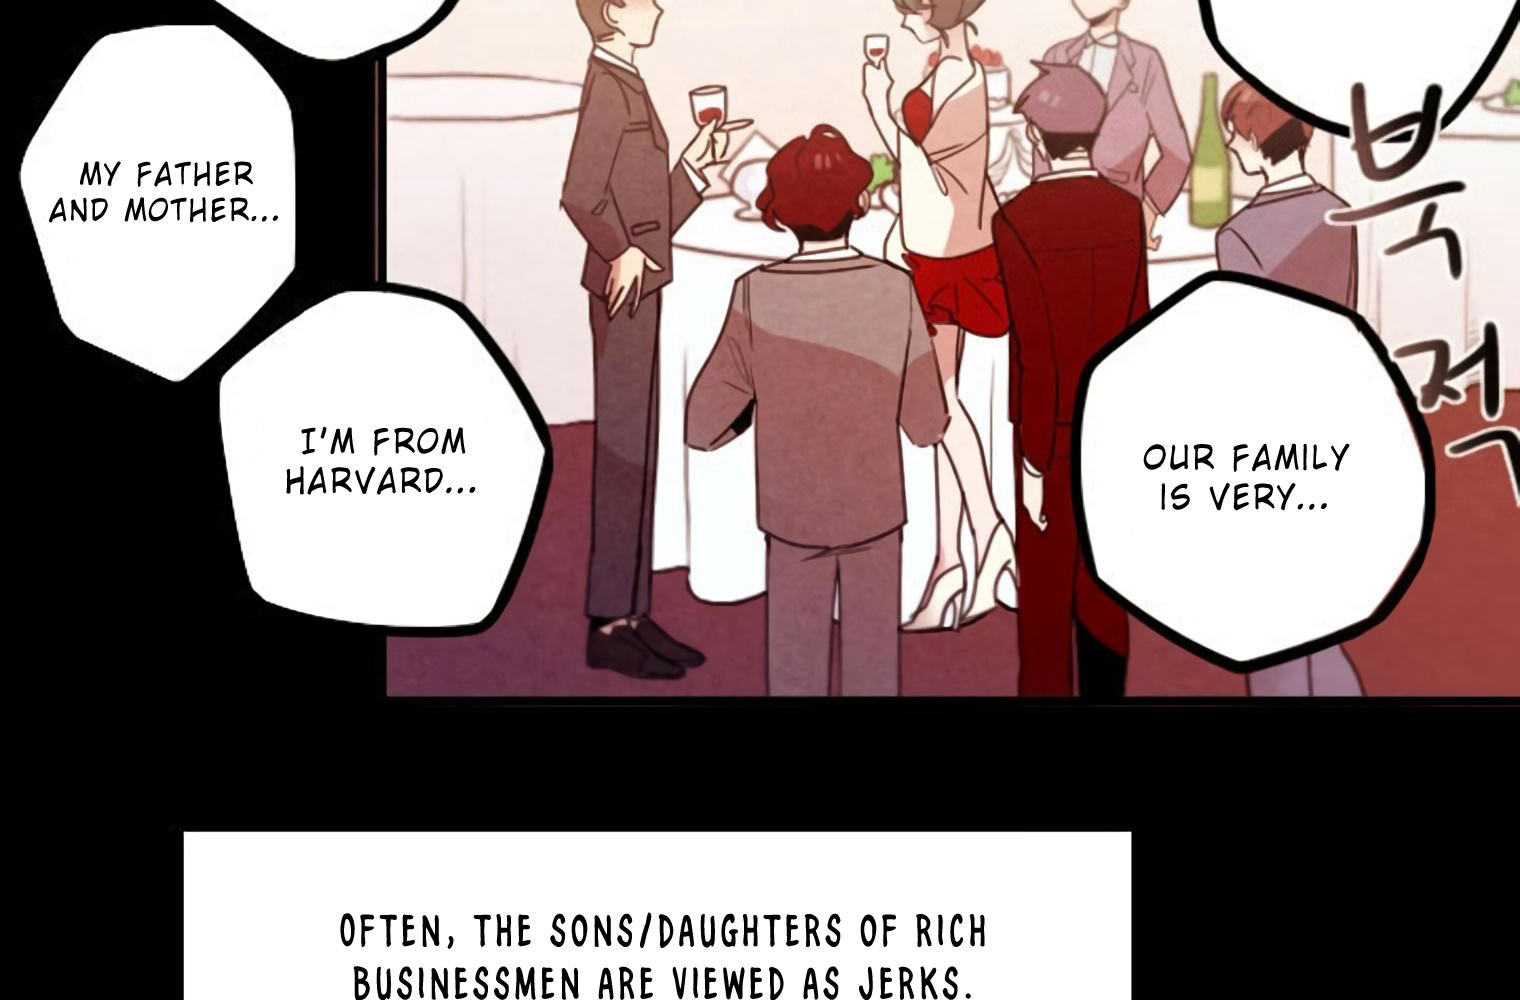 MY FATHER
AND MOTHER...
I'M FROM
HARVARD...
OUR FAMILY
IS VERY...
북
저
OFTEN, THE SONS/DAUGHTERS OF RICH
BUSINESSMEN ARE VIEWED AS JERKS.